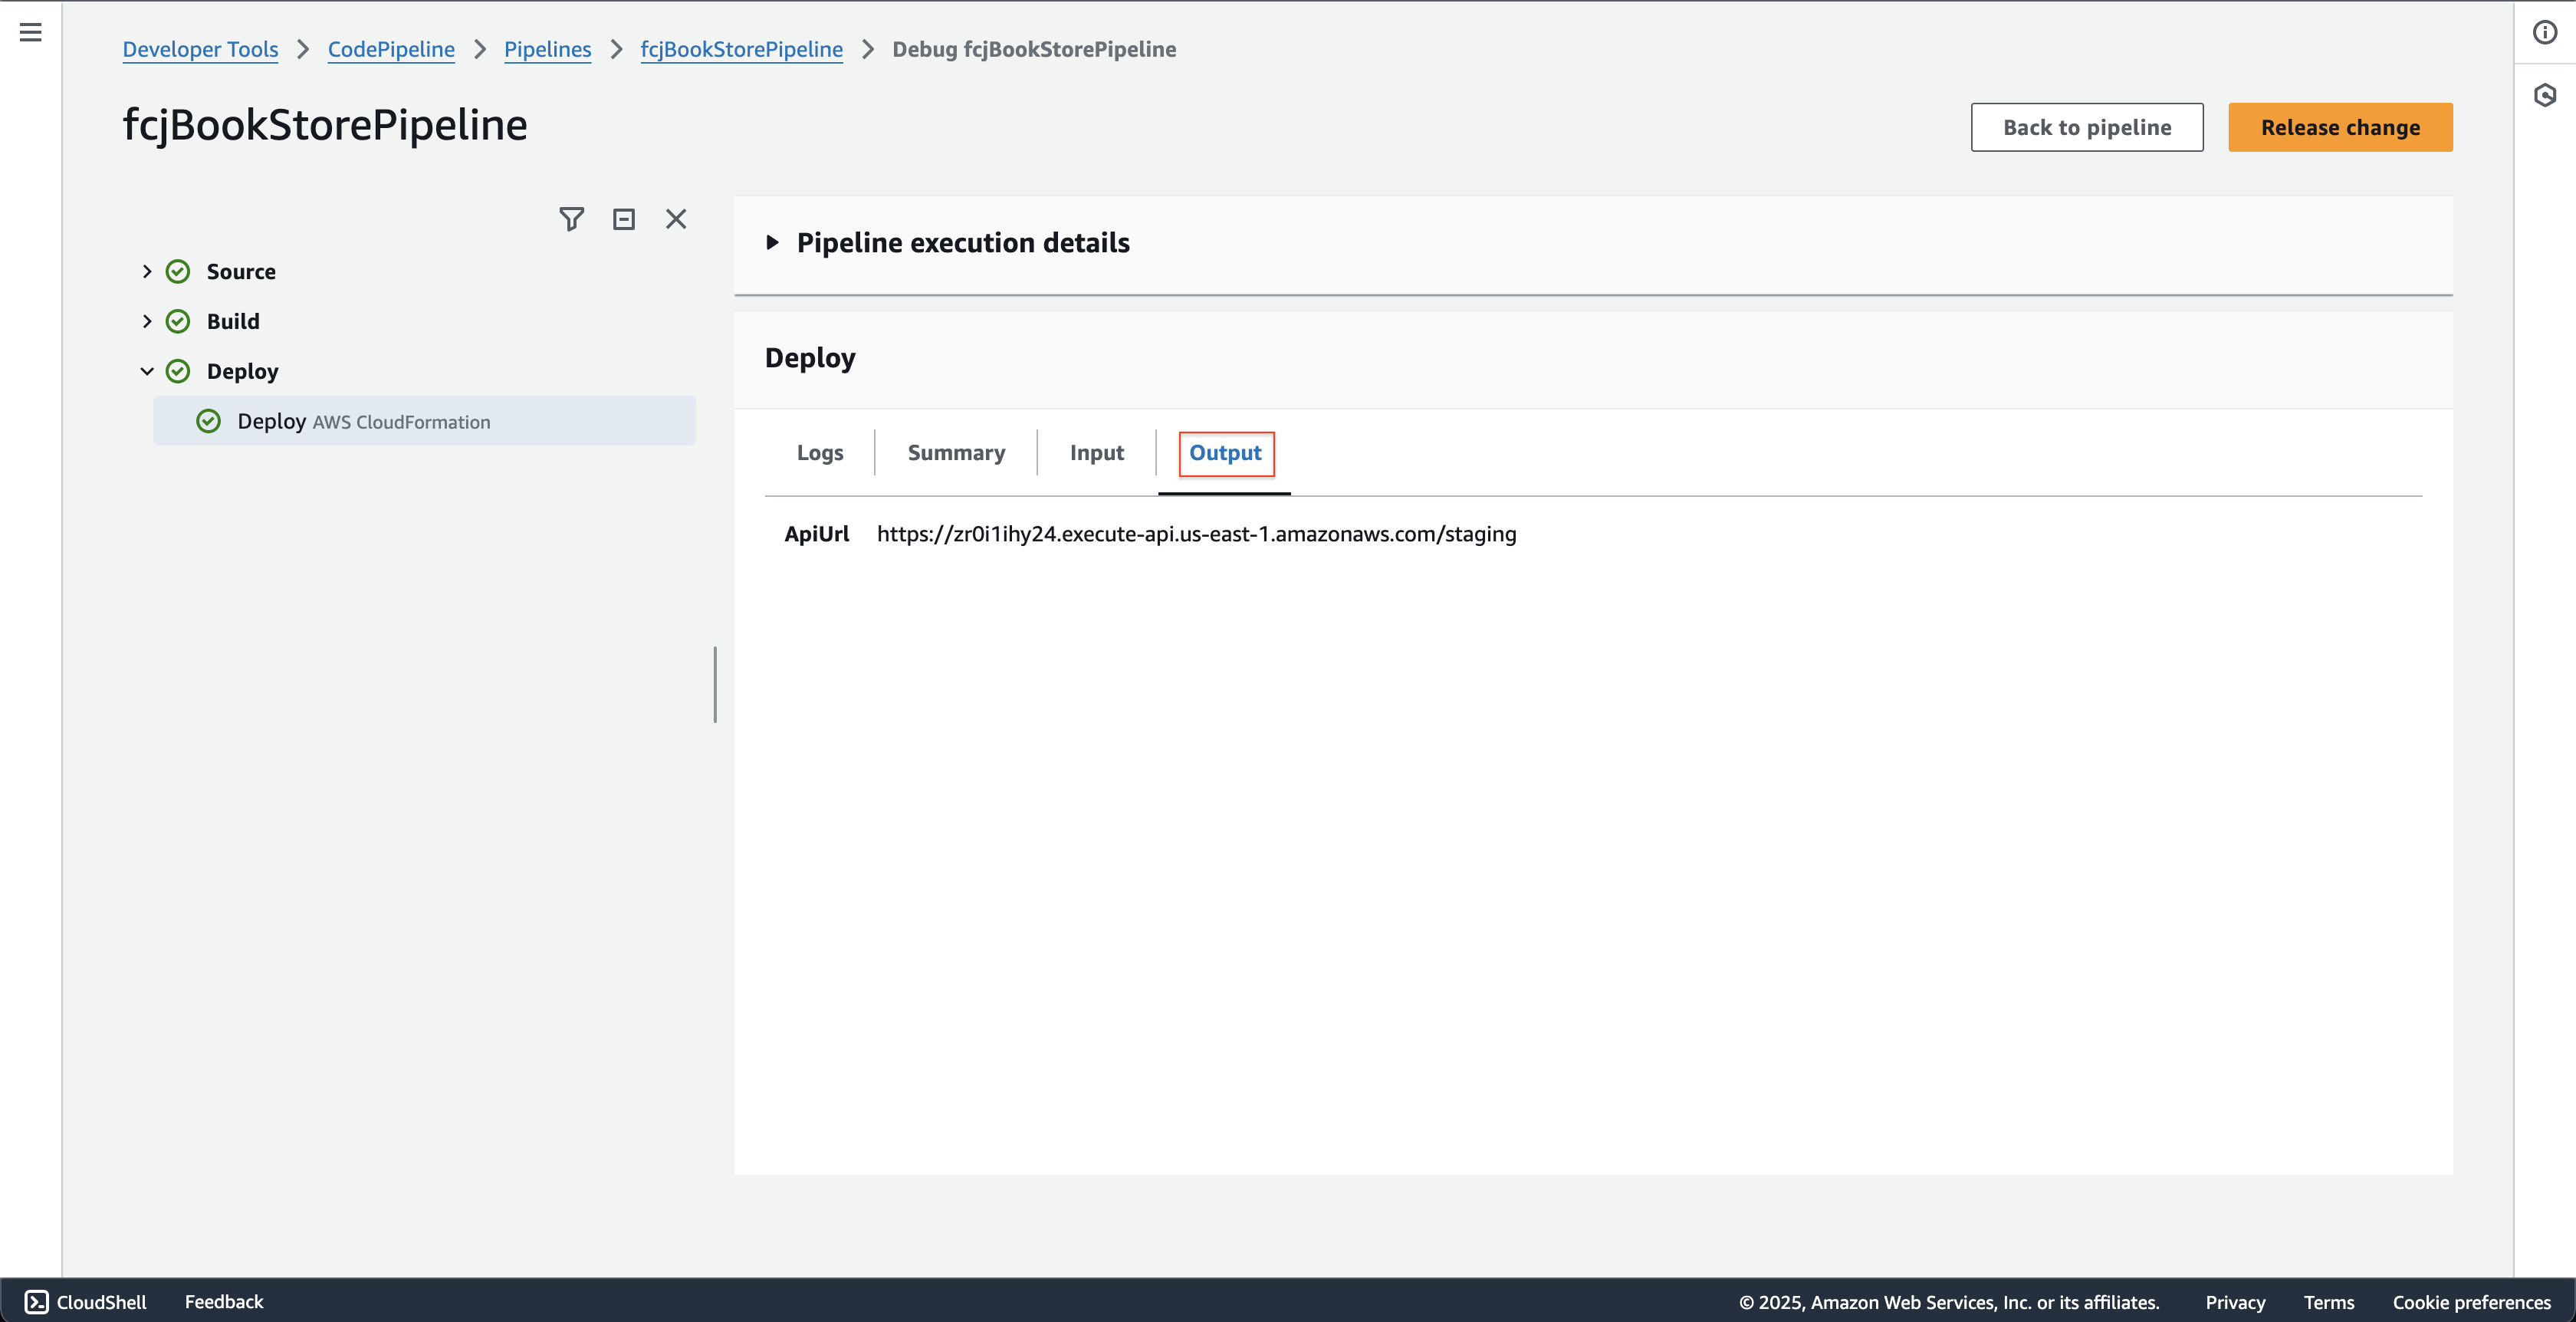 Developer Tools > CodePipeline > Pipelines > fcjBookStorePipeline > Debug fcjBookStorePipeline
fcjBookStorePipeline
Back to pipeline
Release change
Source
Build
Deploy
Deploy AWS CloudFormation
Pipeline execution details
Deploy
Logs
Summary
Input
Output
ApiUrl https://zr0i1ihy24.execute-api.us-east-1.amazonaws.com/staging
CloudShell
Feedback
© 2025, Amazon Web Services, Inc. or its affiliates.
Privacy
Terms
Cookie preferences